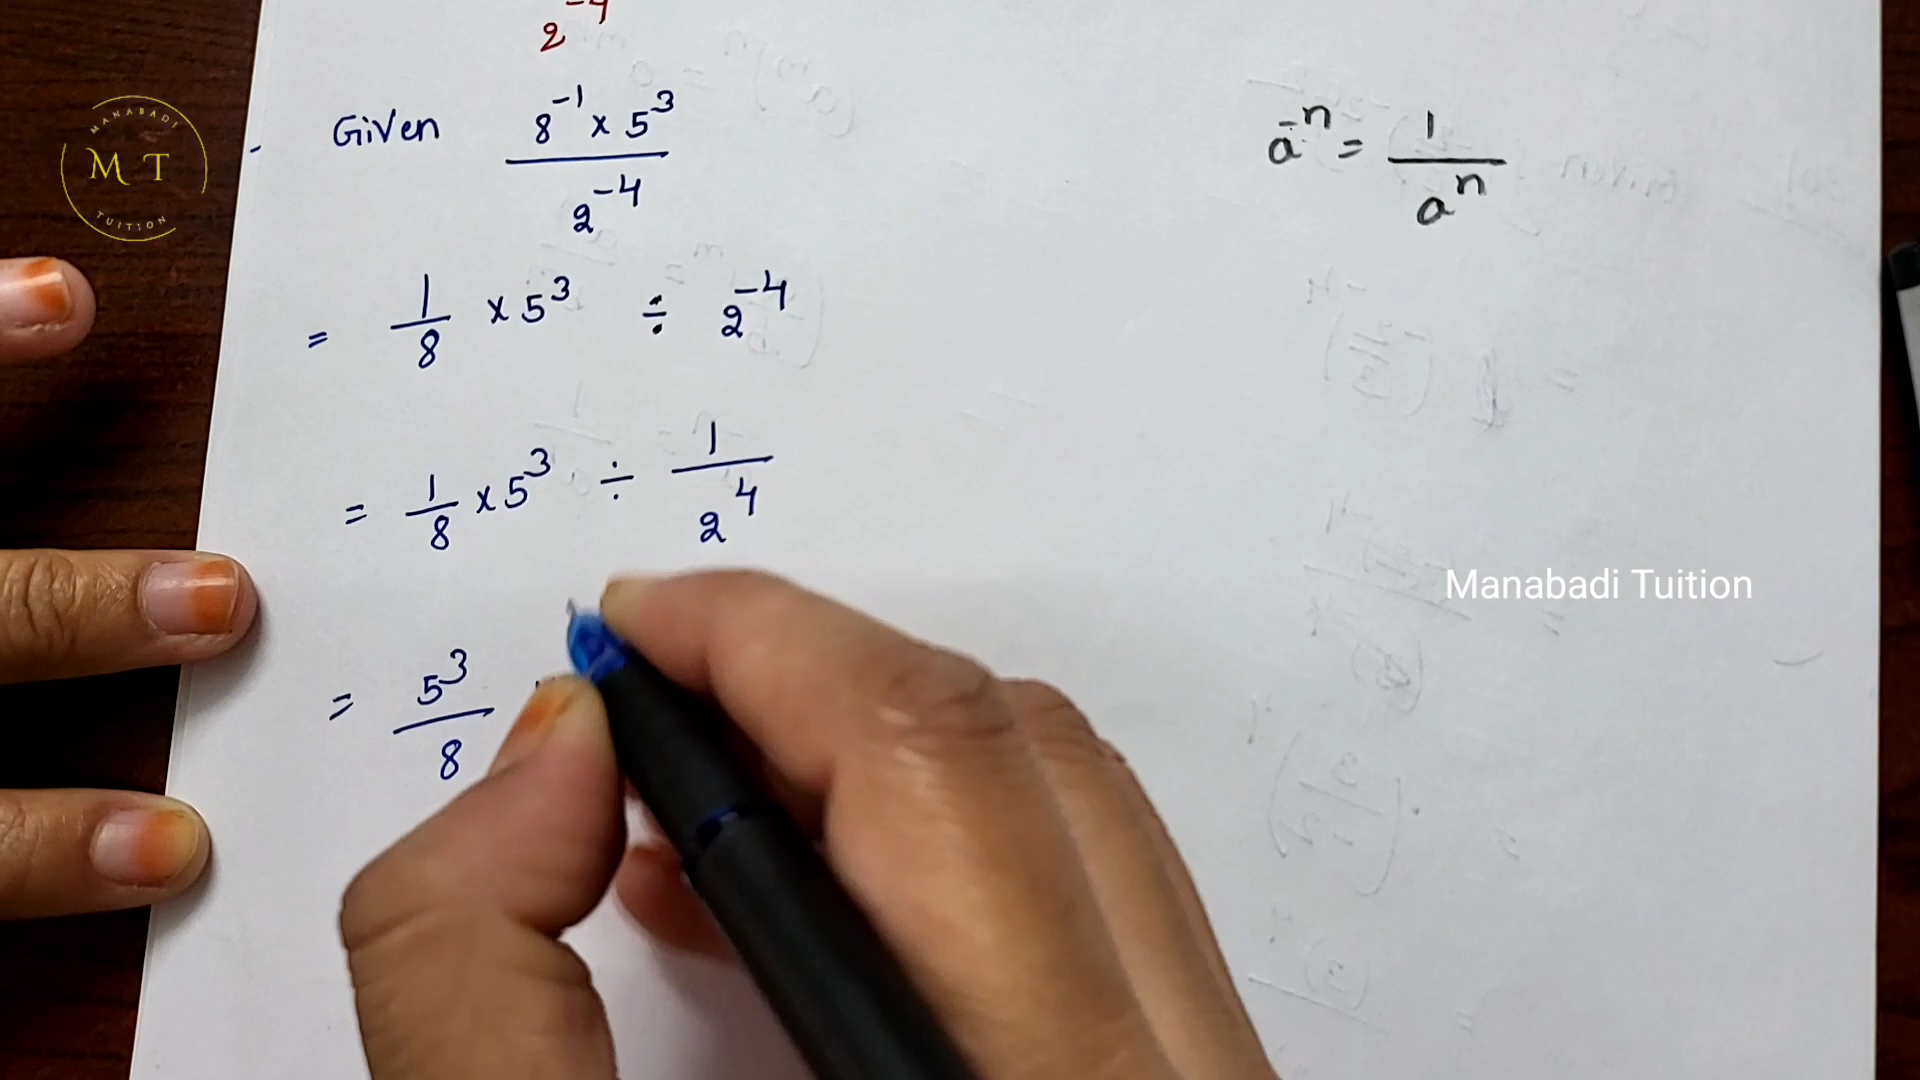 2⁻⁴
Given 8⁻¹ × 5³ / 2⁻⁴
a⁻ⁿ = 1 / aⁿ
MANABADI
M T
TUITION
= 1/8 × 5³ ÷ 2⁻⁴
= 1/8 × 5³ ÷ 1/2⁴
Manabadi Tuition
= 5³/8